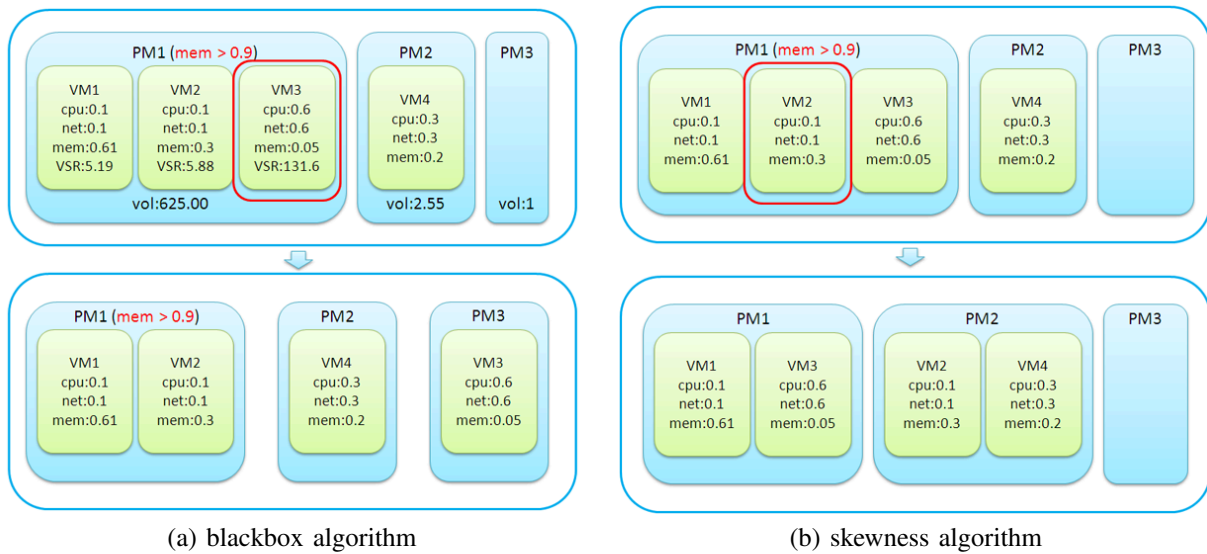 PM1 (mem > 0.9)
VM1
cpu:0.1
net:0.1
mem:0.61
VSR:5.19
VM2
cpu:0.1
net:0.1
mem:0.3
VSR:5.88
VM3
cpu:0.6
net:0.6
mem:0.05
VSR:131.6
vol:625.00
PM2
VM4
cpu:0.3
net:0.3
mem:0.2
vol:2.55
PM3
vol:1
PM1 (mem > 0.9)
VM1
cpu:0.1
net:0.1
mem:0.61
VM2
cpu:0.1
net:0.1
mem:0.3
PM2
VM4
cpu:0.3
net:0.3
mem:0.2
PM3
VM3
cpu:0.6
net:0.6
mem:0.05
(a) blackbox algorithm
PM1 (mem > 0.9)
VM1
cpu:0.1
net:0.1
mem:0.61
VM2
cpu:0.1
net:0.1
mem:0.3
VM3
cpu:0.6
net:0.6
mem:0.05
PM2
VM4
cpu:0.3
net:0.3
mem:0.2
PM3
PM1
VM1
cpu:0.1
net:0.1
mem:0.61
VM3
cpu:0.6
net:0.6
mem:0.05
PM2
VM2
cpu:0.1
net:0.1
mem:0.3
VM4
cpu:0.3
net:0.3
mem:0.2
PM3
(b) skewness algorithm